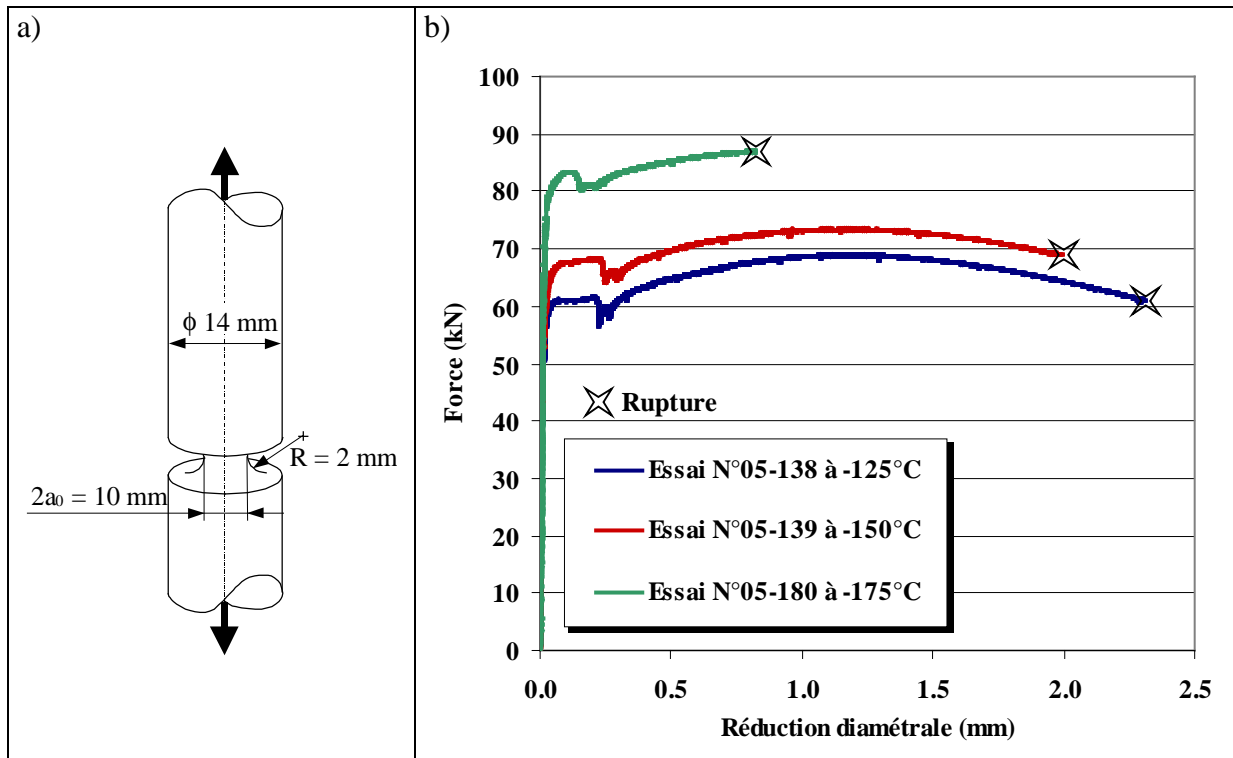 a)
ϕ 14 mm
R = 2 mm
2a₀ = 10 mm
b)
100
90
80
70
60
50
40
30
20
10
0
Force (kN)
Rupture
Essai N°05-138 à -125°C
Essai N°05-139 à -150°C
Essai N°05-180 à -175°C
0.0 0.5 1.0 1.5 2.0 2.5
Réduction diamétrale (mm)